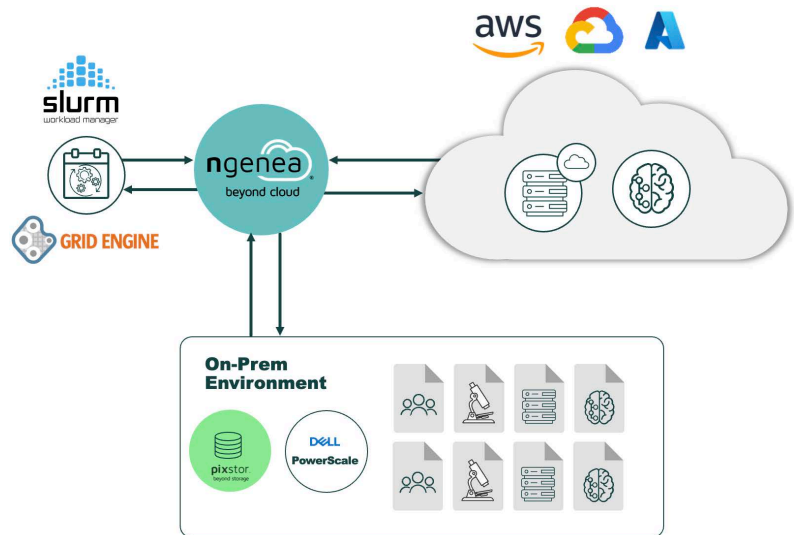 aws
slurm
workload manager
ngenea
beyond cloud
GRID ENGINE
On-Prem
Environment
pixstor
beyond storage
DELL
PowerScale